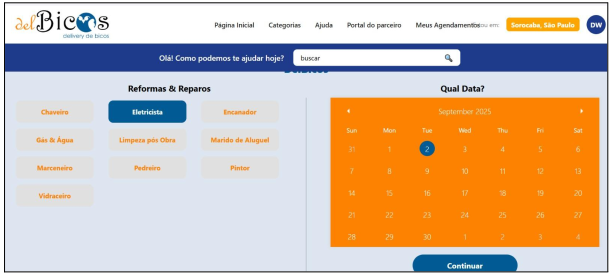 delBicos
delivery de bicos
Página Inicial Categorias Ajuda Portal do parceiro Meus Agendamentos ou em: Sorocaba, São Paulo DW
Olá! Como podemos te ajudar hoje? buscar
Reformas & Reparos
Chaveiro Eletricista Encanador
Gás & Água Limpeza pós Obra Marido de Aluguel
Marceneiro Pedreiro Pintor
Vidraceiro
Qual Data?
September 2025
Sun Mon Tue Wed Thu Fri Sat
31 1 2 3 4 5 6
7 8 9 10 11 12 13
14 15 16 17 18 19 20
21 22 23 24 25 26 27
28 29 30 1 2 3 4
Continuar